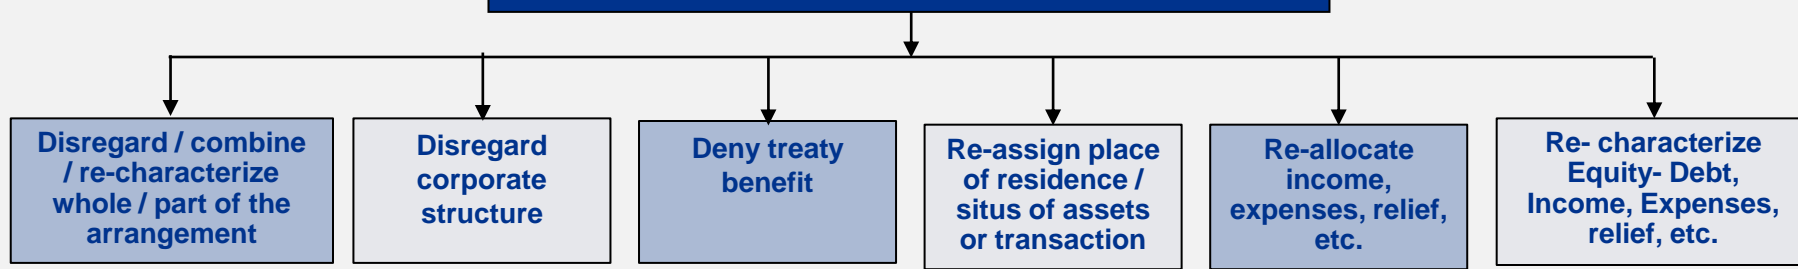 Disregard / combine
/ re-characterize
whole / part of the
arrangement
Disregard
corporate
structure
Deny treaty
benefit
Re-assign place
of residence /
situs of assets
or transaction
Re-allocate
income,
expenses, relief,
etc.
Re- characterize
Equity- Debt,
Income, Expenses,
relief, etc.